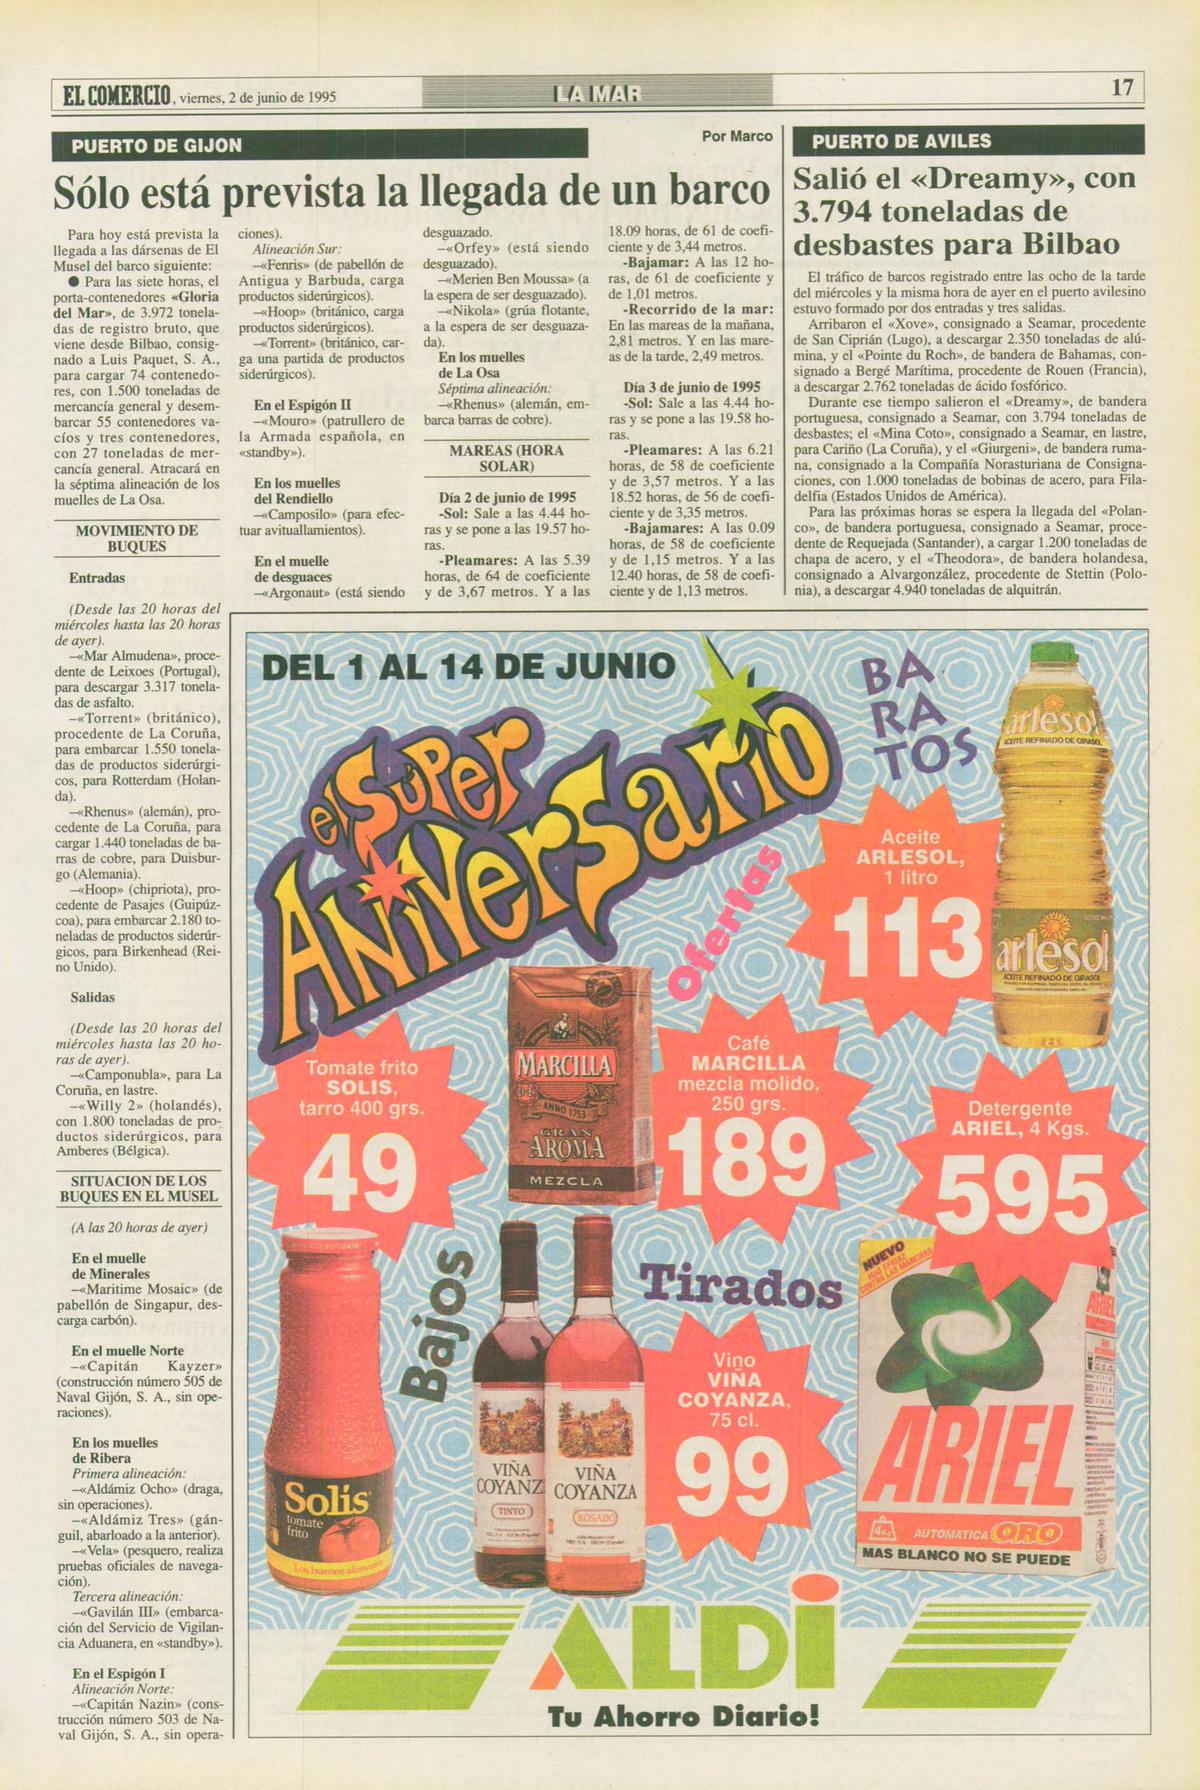 EL COMERCIO, viernes, 2 de junio de 1995
LA MAR
17
PUERTO DE GIJON
Por Marco
Sólo está prevista la llegada de un barco
Para hoy está prevista la
llegada a las dársenas de El
Musel del barco siguiente:
● Para las siete horas, el
porta-contenedores «Gloria
del Mar», de 3.972 tonela-
das de registro bruto, que
viene desde Bilbao, consig-
nado a Luis Paquet, S. A.,
para cargar 74 contenedo-
res, con 1.500 toneladas de
mercancía general y desem-
barcar 55 contenedores va-
cíos y tres contenedores,
con 27 toneladas de mer-
cancía general. Atracará en
la séptima alineación de los
muelles de La Osa.
MOVIMIENTO DE
BUQUES
Entradas
(Desde las 20 horas del
miércoles hasta las 20 horas
de ayer).
–«Mar Almudena», proce-
dente de Leixoes (Portugal),
para descargar 3.317 tonela-
das de asfalto.
–«Torrent» (británico),
procedente de La Coruña,
para embarcar 1.550 tonela-
das de productos siderúrgi-
cos, para Rotterdam (Holan-
da).
–«Rhenus» (alemán), pro-
cedente de La Coruña, para
cargar 1.440 toneladas de ba-
rras de cobre, para Duisbur-
go (Alemania).
–«Hoop» (chipriota), pro-
cedente de Pasajes (Guipúz-
coa), para embarcar 2.180 to-
neladas de productos siderúr-
gicos, para Birkenhead (Rei-
no Unido).
Salidas
(Desde las 20 horas del
miércoles hasta las 20 ho-
ras de ayer).
–«Camponubla», para La
Coruña, en lastre.
–«Willy 2» (holandés),
con 1.800 toneladas de pro-
ductos siderúrgicos, para
Amberes (Bélgica).
SITUACION DE LOS
BUQUES EN EL MUSEL
(A las 20 horas de ayer)
En el muelle
de Minerales
–«Maritime Mosaic» (de
pabellón de Singapur, des-
carga carbón).
En el muelle Norte
–«Capitán Kayzer»
(construcción número 505 de
Naval Gijón, S. A., sin ope-
raciones).
En los muelles
de Ribera
Primera alineación:
–«Aldámiz Ocho» (draga,
sin operaciones).
–«Aldámiz Tres» (gán-
guil, abarloado a la anterior).
–«Vela» (pesquero, realiza
pruebas oficiales de navega-
ción).
Tercera alineación:
–«Gavilán III» (embarca-
ción del Servicio de Vigilan-
cia Aduanera, en «standby»).
En el Espigón I
Alineación Norte:
–«Capitán Nazin» (cons-
trucción número 503 de Na-
val Gijón, S. A., sin opera-
ciones).
Alineación Sur:
–«Fenris» (de pabellón de
Antigua y Barbuda, carga
productos siderúrgicos).
–«Hoop» (británico, carga
productos siderúrgicos).
–«Torrent» (británico, car-
ga una partida de productos
siderúrgicos).
En el Espigón II
–«Mouro» (patrullero de
la Armada española, en
«standby»).
En los muelles
del Rendiello
–«Camposilo» (para efec-
tuar avituallamientos).
En el muelle
de desguaces
–«Argonaut» (está siendo
desguazado.
–«Orfey» (está siendo
desguazado).
–«Merien Ben Moussa» (a
la espera de ser desguazado).
–«Nikola» (grúa flotante,
a la espera de ser desguaza-
da).
En los muelles
de La Osa
Séptima alineación:
–«Rhenus» (alemán, em-
barca barras de cobre).
MAREAS (HORA
SOLAR)
Día 2 de junio de 1995
-Sol: Sale a las 4.44 ho-
ras y se pone a las 19.57 ho-
ras.
-Pleamares: A las 5.39
horas, de 64 de coeficiente
y de 3,67 metros. Y a las
18.09 horas, de 61 de coefi-
ciente y de 3,44 metros.
-Bajamar: A las 12 ho-
ras, de 61 de coeficiente y
de 1,01 metros.
-Recorrido de la mar:
En las mareas de la mañana,
2,81 metros. Y en las mare-
as de la tarde, 2,49 metros.
Día 3 de junio de 1995
-Sol: Sale a las 4.44 ho-
ras y se pone a las 19.58 ho-
ras.
-Pleamares: A las 6.21
horas, de 58 de coeficiente
y de 3,57 metros. Y a las
18.52 horas, de 56 de coefi-
ciente y de 3,35 metros.
-Bajamares: A las 0.09
horas, de 58 de coeficiente
y de 1,15 metros. Y a las
12.40 horas, de 58 de coefi-
ciente y de 1,13 metros.
PUERTO DE AVILES
Salió el «Dreamy», con
3.794 toneladas de
desbastes para Bilbao
El tráfico de barcos registrado entre las ocho de la tarde
del miércoles y la misma hora de ayer en el puerto avilesino
estuvo formado por dos entradas y tres salidas.
Arribaron el «Xove», consignado a Seamar, procedente
de San Ciprián (Lugo), a descargar 2.350 toneladas de alú-
mina, y el «Pointe du Roch», de bandera de Bahamas, con-
signado a Bergé Marítima, procedente de Rouen (Francia),
a descargar 2.762 toneladas de ácido fosfórico.
Durante ese tiempo salieron el «Dreamy», de bandera
portuguesa, consignado a Seamar, con 3.794 toneladas de
desbastes; el «Mina Coto», consignado a Seamar, en lastre,
para Cariño (La Coruña), y el «Giurgeni», de bandera ruma-
na, consignado a la Compañía Norasturiana de Consigna-
ciones, con 1.000 toneladas de bobinas de acero, para Fila-
delfia (Estados Unidos de América).
Para las próximas horas se espera la llegada del «Polan-
co», de bandera portuguesa, consignado a Seamar, proce-
dente de Requejada (Santander), a cargar 1.200 toneladas de
chapa de acero, y el «Theodora», de bandera holandesa,
consignado a Alvargonzález, procedente de Stettin (Polo-
nia), a descargar 4.940 toneladas de alquitrán.
DEL 1 AL 14 DE JUNIO
el Súper
Aniversario
Ofertas
BA
RA
TOS
arlesol
ACEITE REFINADO DE GIRASOL
Aceite
ARLESOL,
1 litro
113
arlesol
ACEITE REFINADO DE GIRASOL
Tomate frito
SOLIS,
tarro 400 grs.
49
MARCILLA
DE
ANNO 1753
GRAN
AROMA
MEZCLA
Café
MARCILLA
mezcla molido,
250 grs.
189
Detergente
ARIEL, 4 Kgs.
595
Bajos
Tirados
Solís
tomate
frito
Los buenos alimentos
VIÑA
COYANZ
TINTO
VIÑA
COYANZA
ROSADO
Vino
VIÑA
COYANZA,
75 cl.
99
NUEVO
MAS EFICAZ
CONTRA LAS MANCHAS
ARIEL
ARIEL
4Kg
AUTOMATICA ORO
MAS BLANCO NO SE PUEDE
ALDI
Tu Ahorro Diario!